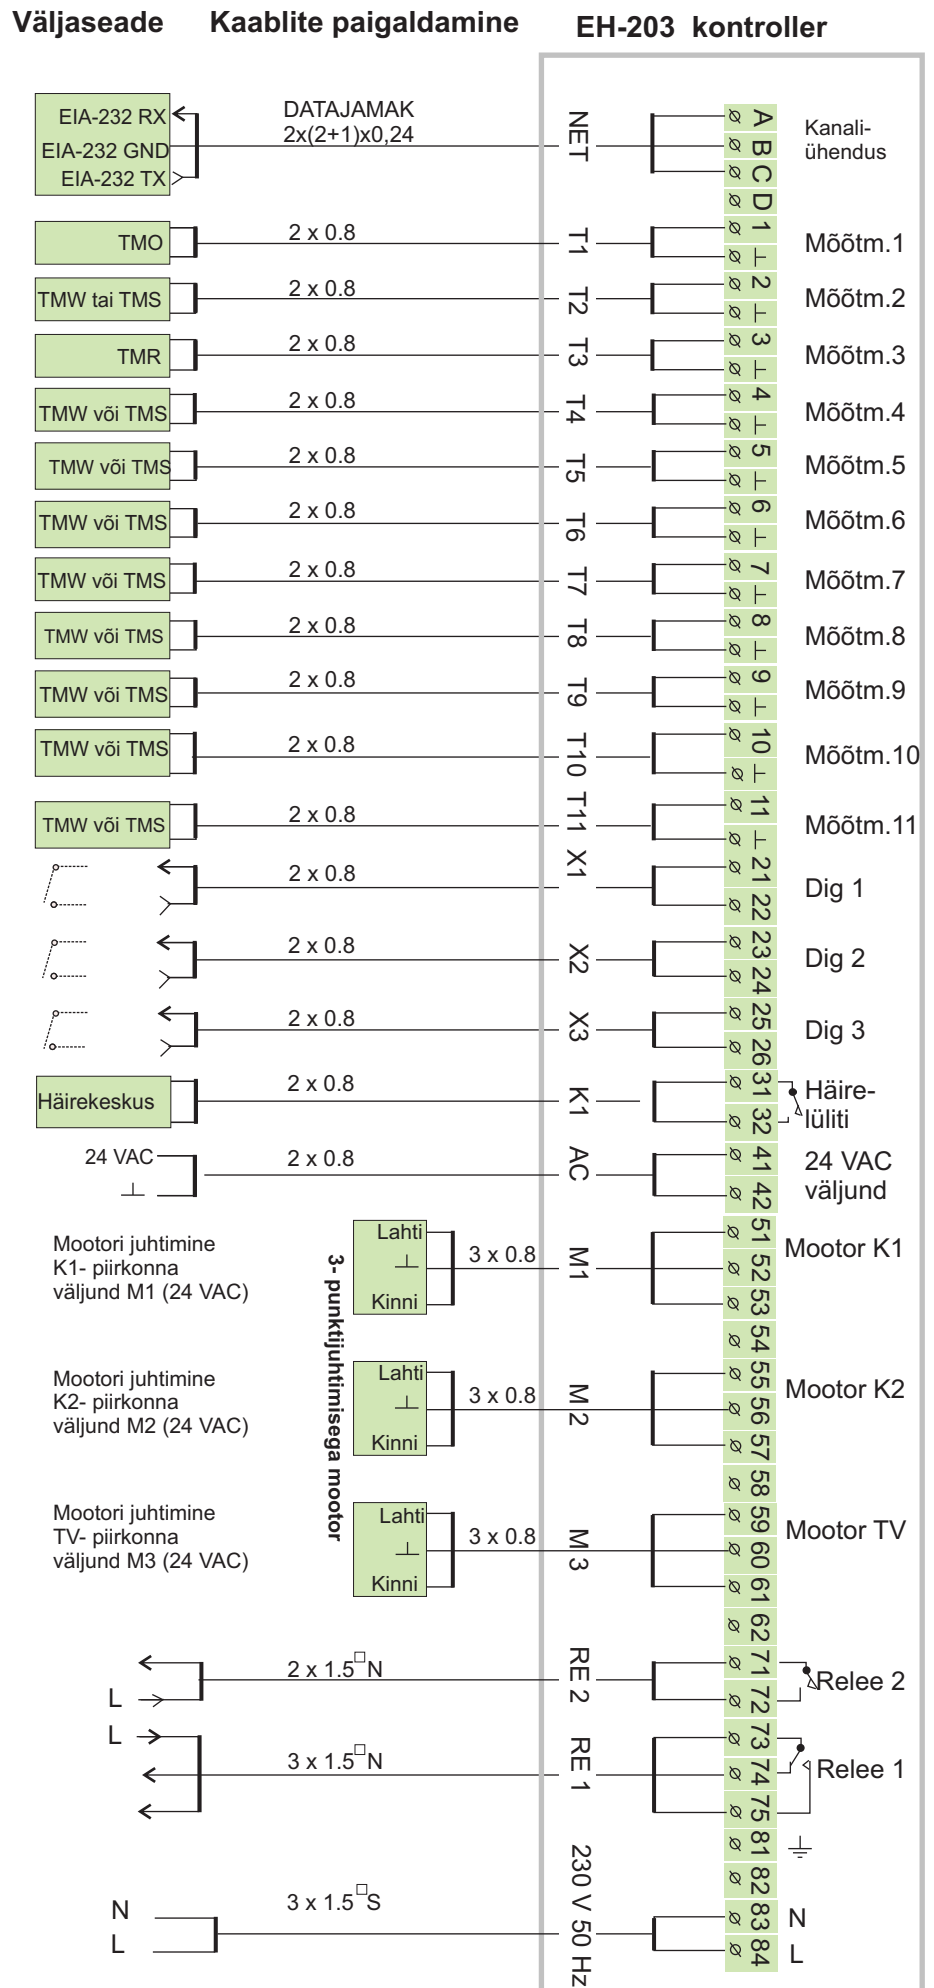 Väljaseade Kaablite paigaldamine EH-203 kontroller
EIA-232 RX
EIA-232 GND
EIA-232 TX
DATAJAMAK
2x(2+1)x0,24
NET
A
B
C
D
Kanali-
ühendus
TMO 2 x 0.8 T1 1 Mõõtm.1
TMW tai TMS 2 x 0.8 T2 2 Mõõtm.2
TMR 2 x 0.8 T3 3 Mõõtm.3
TMW või TMS 2 x 0.8 T4 4 Mõõtm.4
TMW või TMS 2 x 0.8 T5 5 Mõõtm.5
TMW või TMS 2 x 0.8 T6 6 Mõõtm.6
TMW või TMS 2 x 0.8 T7 7 Mõõtm.7
TMW või TMS 2 x 0.8 T8 8 Mõõtm.8
TMW või TMS 2 x 0.8 T9 9 Mõõtm.9
TMW või TMS 2 x 0.8 T10 10 Mõõtm.10
TMW või TMS 2 x 0.8 T11 11 Mõõtm.11
2 x 0.8 X1 21 22 Dig 1
2 x 0.8 X2 23 24 Dig 2
2 x 0.8 X3 25 26 Dig 3
Häirekeskus 2 x 0.8 K1 31 32
Häire-
lüliti
24 VAC 2 x 0.8 AC 41 42
24 VAC
väljund
Mootori juhtimine
K1- piirkonna
väljund M1 (24 VAC)
3- punktijuhtimisega mootor
Lahti
Kinni
3 x 0.8 M1
51
52
53
54
Mootor K1
Mootori juhtimine
K2- piirkonna
väljund M2 (24 VAC)
Lahti
Kinni
3 x 0.8 M 2
55
56
57
58
Mootor K2
Mootori juhtimine
TV- piirkonna
väljund M3 (24 VAC)
Lahti
Kinni
3 x 0.8 M 3
59
60
61
62
Mootor TV
L
2 x 1.5□N RE 2
71
72
Relee 2
L
3 x 1.5□N RE 1
73
74
75
Relee 1
81
82
N
L
3 x 1.5□S 230 V 50 Hz
83 N
84 L